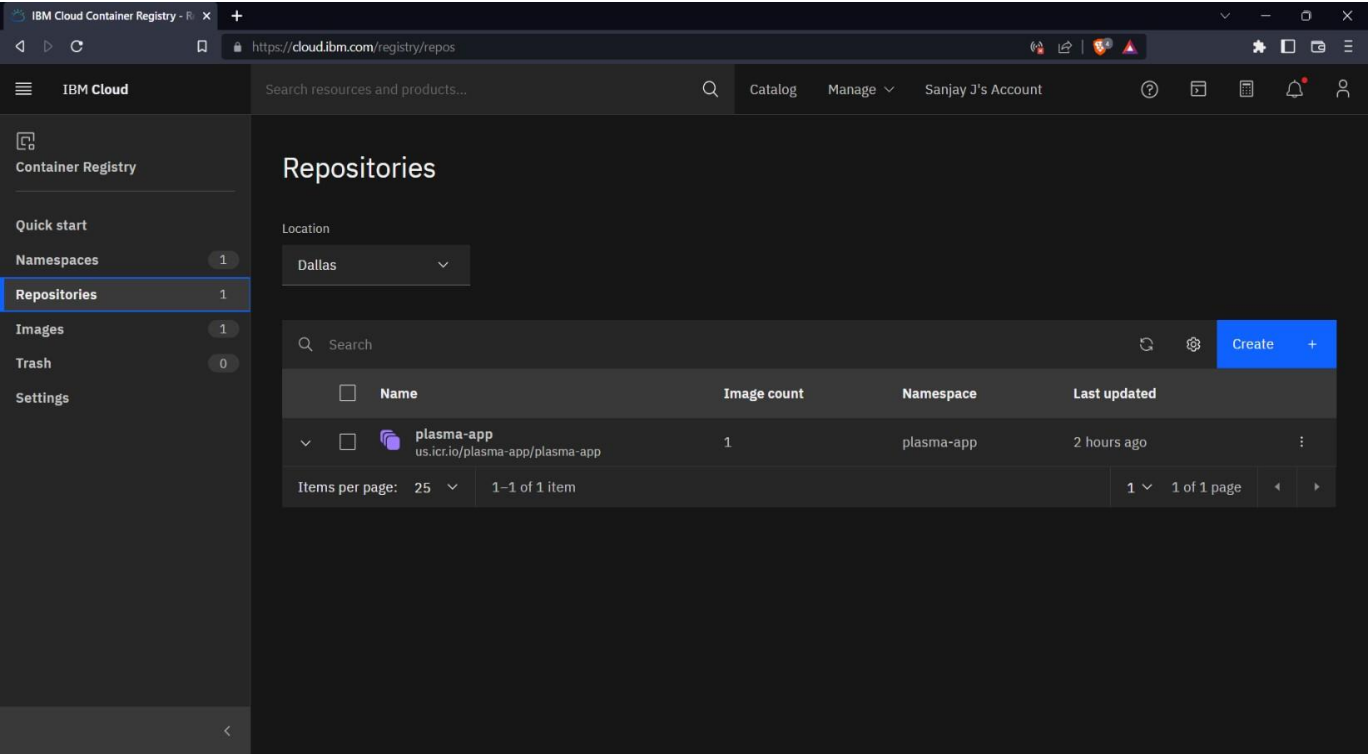 IBM Cloud Container Registry - Re
https://cloud.ibm.com/registry/repos
IBM Cloud
Search resources and products...
Catalog
Manage
Sanjay J's Account
Container Registry
Quick start
Namespaces 1
Repositories 1
Images 1
Trash 0
Settings
Repositories
Location
Dallas
Search
Create +
Name Image count Namespace Last updated
plasma-app 1 plasma-app 2 hours ago
us.icr.io/plasma-app/plasma-app
Items per page: 25 1–1 of 1 item 1 1 of 1 page